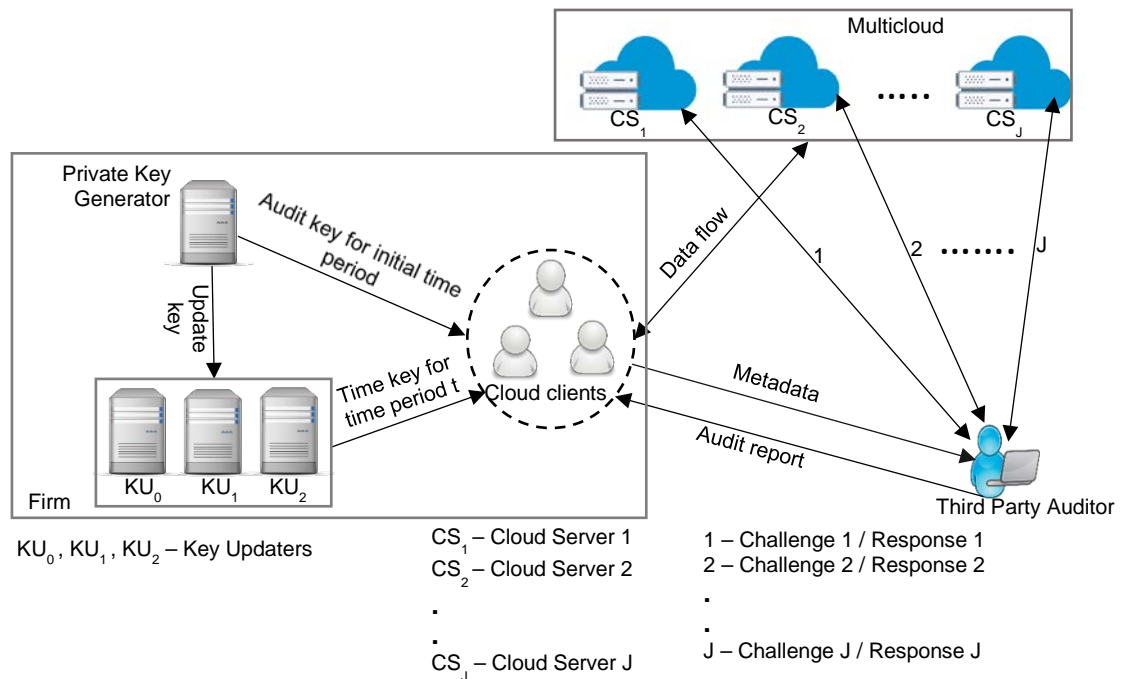 Multicloud
CS1
CS2
.....
CSJ
Private Key
Generator
Audit key for initial time
period
Update
key
Data flow
1
2
.......
J
Time key for
time period t
Cloud clients
Metadata
Audit report
KU0
KU1
KU2
Firm
Third Party Auditor
KU0 , KU1 , KU2 – Key Updaters
CS1 – Cloud Server 1
CS2 – Cloud Server 2
.
.
CSJ – Cloud Server J
1 – Challenge 1 / Response 1
2 – Challenge 2 / Response 2
.
.
J – Challenge J / Response J